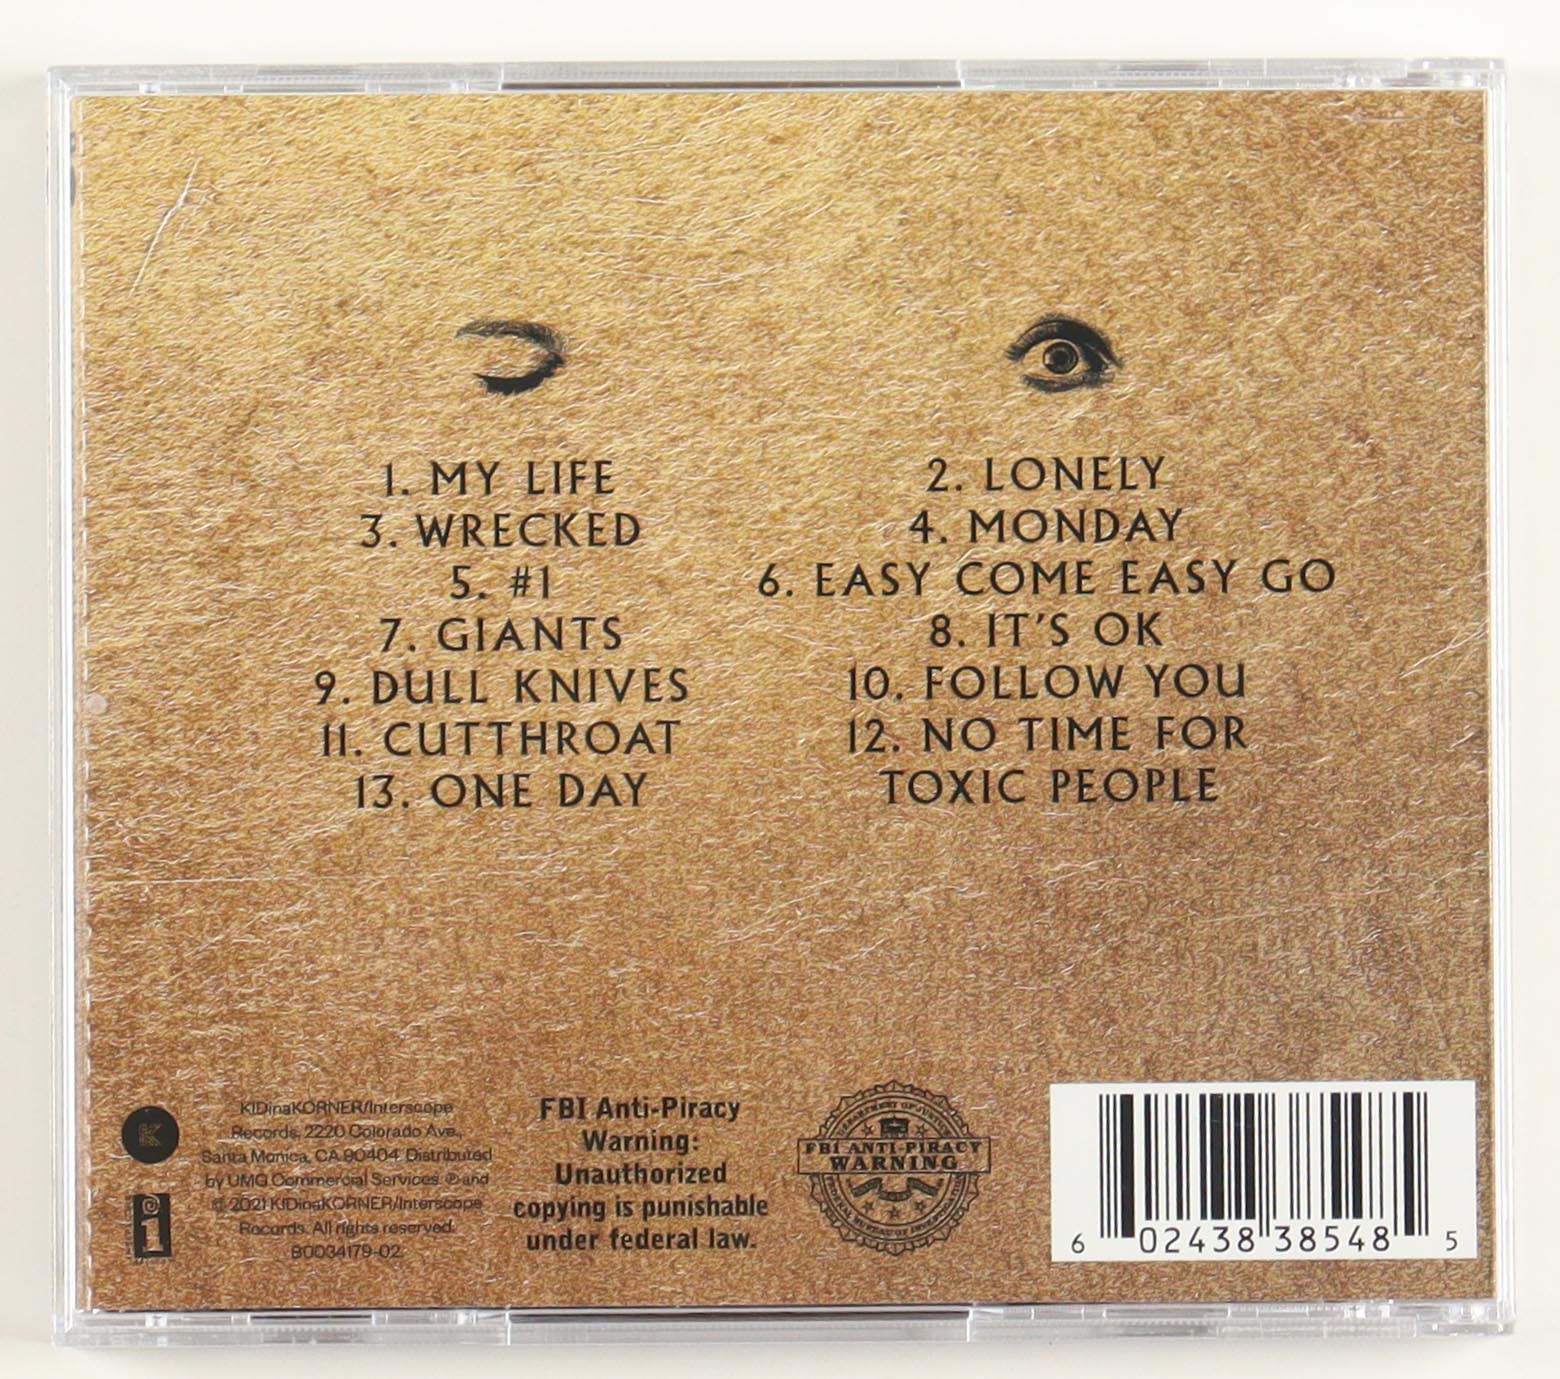 1. MY LIFE
2. LONELY
3. WRECKED
4. MONDAY
5. #1
6. EASY COME EASY GO
7. GIANTS
8. IT'S OK
9. DULL KNIVES
10. FOLLOW YOU
11. CUTTHROAT
12. NO TIME FOR
TOXIC PEOPLE
13. ONE DAY
K
KIDinaKORNER/Interscope
Records, 2220 Colorado Ave.,
Santa Monica, CA 90404. Distributed
by UMG Commercial Services. ℗ and
© 2021 KIDinaKORNER/Interscope
Records. All rights reserved.
B0034179-02
i
FBI Anti-Piracy
Warning:
Unauthorized
copying is punishable
under federal law.
FBI ANTI-PIRACY
WARNING
6 02438 38548 5